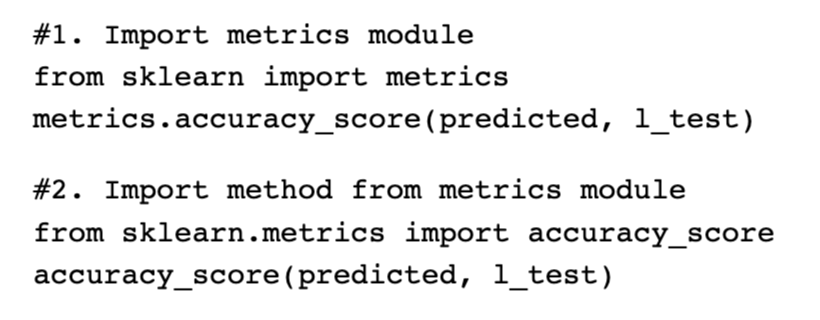 #1. Import metrics module
from sklearn import metrics
metrics.accuracy_score(predicted, l_test)
#2. Import method from metrics module
from sklearn.metrics import accuracy_score
accuracy_score(predicted, l_test)